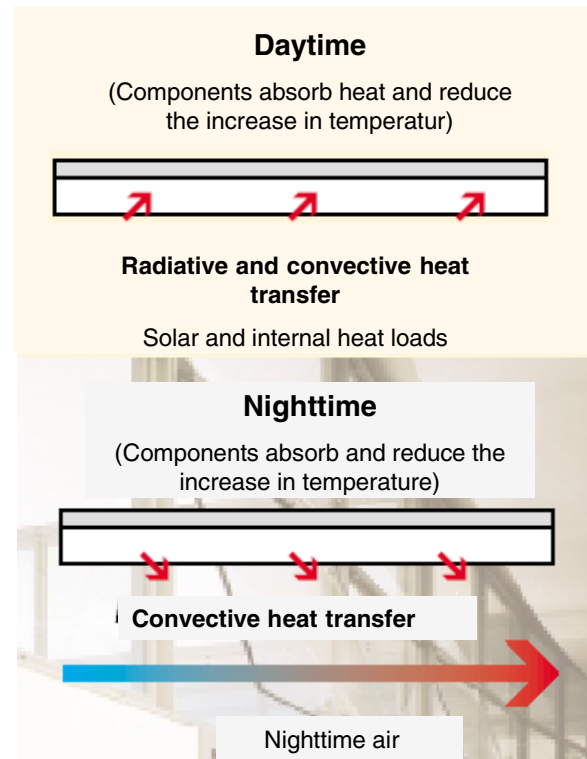 Daytime
(Components absorb heat and reduce
the increase in temperatur)
Radiative and convective heat
transfer
Solar and internal heat loads
Nighttime
(Components absorb and reduce the
increase in temperature)
Convective heat transfer
Nighttime air